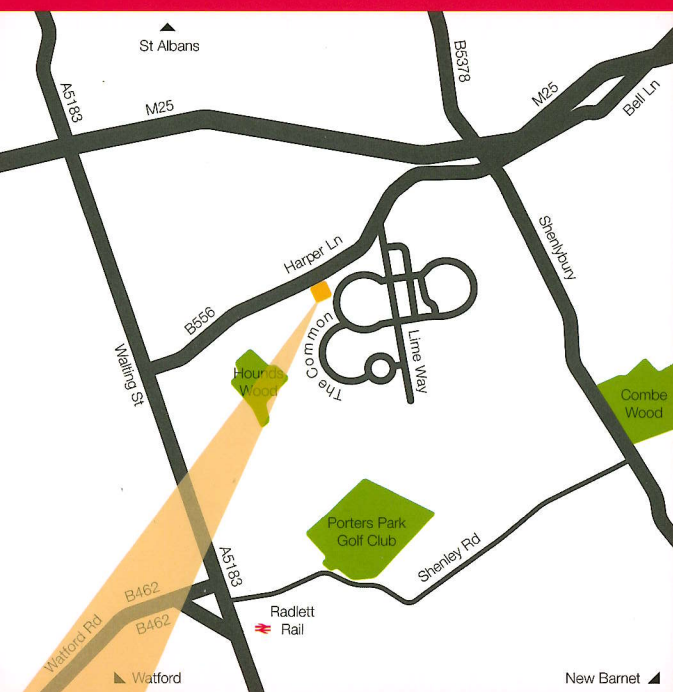 St Albans
B5378
A5183
M25
M25
Bell Ln
Shenlybury
Harper Ln
B556
The Common
Lime Way
Watling St
Hounds
Wood
Combe
Wood
Porters Park
Golf Club
Shenley Rd
A5183
B462
B462
Watford Rd
Radlett
Rail
Watford
New Barnet